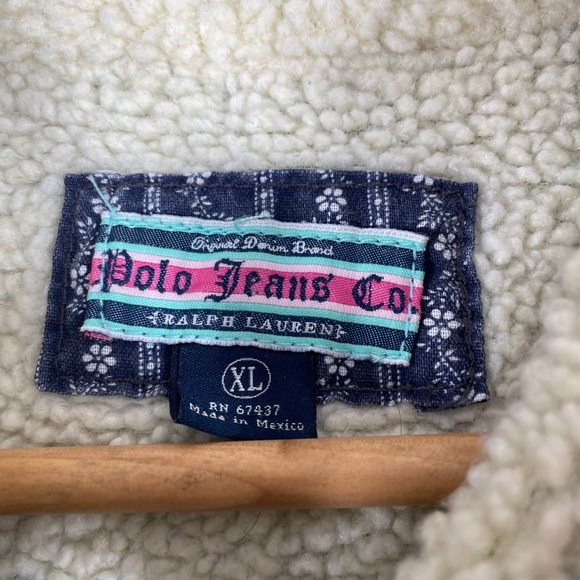 Original Denim Brand
Polo Jeans Co.
RALPH LAUREN
XL
RN 67437
Made in Mexico